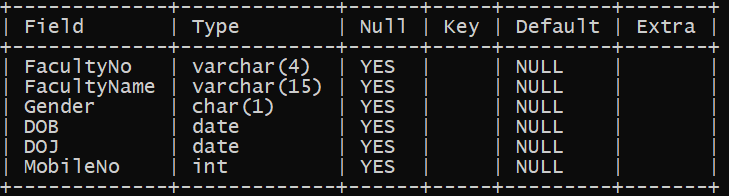 +-------------+-------------+------+-----+---------+-------+
| Field       | Type        | Null | Key | Default | Extra |
+-------------+-------------+------+-----+---------+-------+
| FacultyNo   | varchar(4)  | YES  |     | NULL    |       |
| FacultyName | varchar(15) | YES  |     | NULL    |       |
| Gender      | char(1)     | YES  |     | NULL    |       |
| DOB         | date        | YES  |     | NULL    |       |
| DOJ         | date        | YES  |     | NULL    |       |
| MobileNo    | int         | YES  |     | NULL    |       |
+-------------+-------------+------+-----+---------+-------+